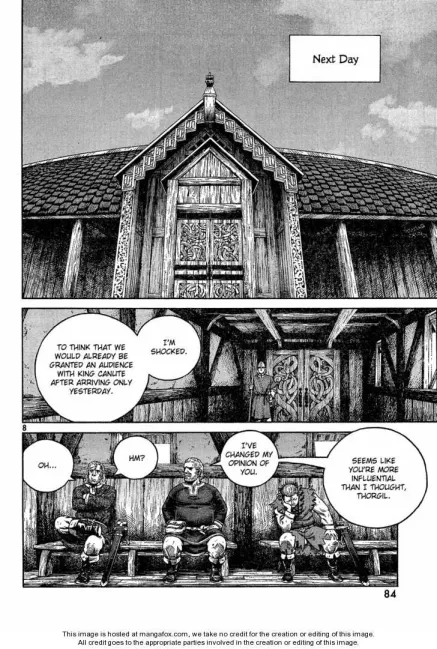 Next Day
I'M
SHOCKED.
TO THINK THAT WE
WOULD ALREADY BE
GRANTED AN AUDIENCE
WITH KING CANUTE
AFTER ARRIVING ONLY
YESTERDAY.
8
OH...
HM?
I'VE
CHANGED MY
OPINION OF
YOU.
SEEMS LIKE
YOU'RE MORE
INFLUENTIAL
THAN I THOUGHT,
THORGIL.
84
This image is hosted at mangafox.com, we take no credit for the creation or editing of this image.
All credit goes to the appropriate parties involved in the creation or editing of this image.